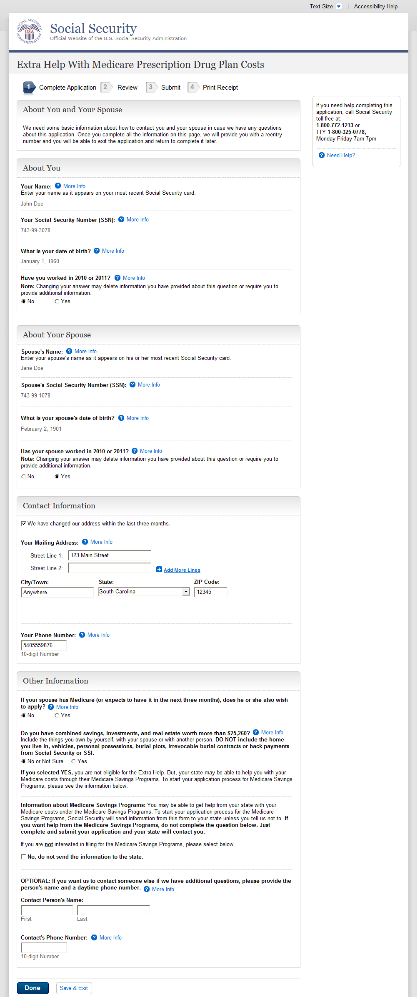 Text Size | Accessibility Help
SOCIAL SECURITY ADMINISTRATION
USA
Social Security
Official Website of the U.S. Social Security Administration
Extra Help With Medicare Prescription Drug Plan Costs
1 Complete Application 2 Review 3 Submit 4 Print Receipt
About You and Your Spouse
We need some basic information about how to contact you and your spouse in case we have any questions
about this application. Once you complete all the information on this page, we will provide you with a reentry
number and you will be able to exit the application and return to complete it later.
If you need help completing this
application, call Social Security
toll-free at:
1-800-772-1213 or
TTY 1-800-325-0778,
Monday-Friday 7am-7pm
? Need Help?
About You
Your Name: ? More Info
Enter your name as it appears on your most recent Social Security card.
John Doe
Your Social Security Number (SSN): ? More Info
743-99-3078
What is your date of birth? ? More Info
January 1, 1960
Have you worked in 2010 or 2011? ? More Info
Note: Changing your answer may delete information you have provided about this question or require you to
provide additional information.
No Yes
About Your Spouse
Spouse's Name: ? More Info
Enter your spouse's name as it appears on his or her most recent Social Security card.
Jane Doe
Spouse's Social Security Number (SSN): ? More Info
743-99-1078
What is your spouse's date of birth? ? More Info
February 2, 1901
Has your spouse worked in 2010 or 2011? ? More Info
Note: Changing your answer may delete information you have provided about this question or require you to
provide additional information.
No Yes
Contact Information
We have changed our address within the last three months.
Your Mailing Address: ? More Info
Street Line 1: 123 Main Street
Street Line 2: Add More Lines
City/Town: State: ZIP Code:
Anywhere South Carolina 12345
Your Phone Number: ? More Info
5405559876
10-digit Number
Other Information
If your spouse has Medicare (or expects to have it in the next three months), does he or she also wish
to apply? ? More Info
No Yes
Do you have combined savings, investments, and real estate worth more than $25,260? ? More Info
Include the things you own by yourself, with your spouse or with another person. DO NOT include the home
you live in, vehicles, personal possessions, burial plots, irrevocable burial contracts or back payments
from Social Security or SSI.
No or Not Sure Yes
If you selected YES, you are not eligible for the Extra Help. But, your state may be able to help you with your
Medicare costs through their Medicare Savings Programs. To start your application process for Medicare Savings
Programs, please see the information below.
Information about Medicare Savings Programs: You may be able to get help from your state with your
Medicare costs under the Medicare Savings Programs. To start your application process for the Medicare
Savings Programs, Social Security will send information from this form to your state unless you tell us not to. If
you want help from the Medicare Savings Programs, do not complete the question below. Just
complete and submit your application and your state will contact you.
If you are not interested in filing for the Medicare Savings Programs, please select below.
No, do not send the information to the state.
OPTIONAL: If you want us to contact someone else if we have additional questions, please provide the
person's name and a daytime phone number. ? More Info
Contact Person's Name:
First Last
Contact's Phone Number: ? More Info
10-digit Number
Done Save & Exit